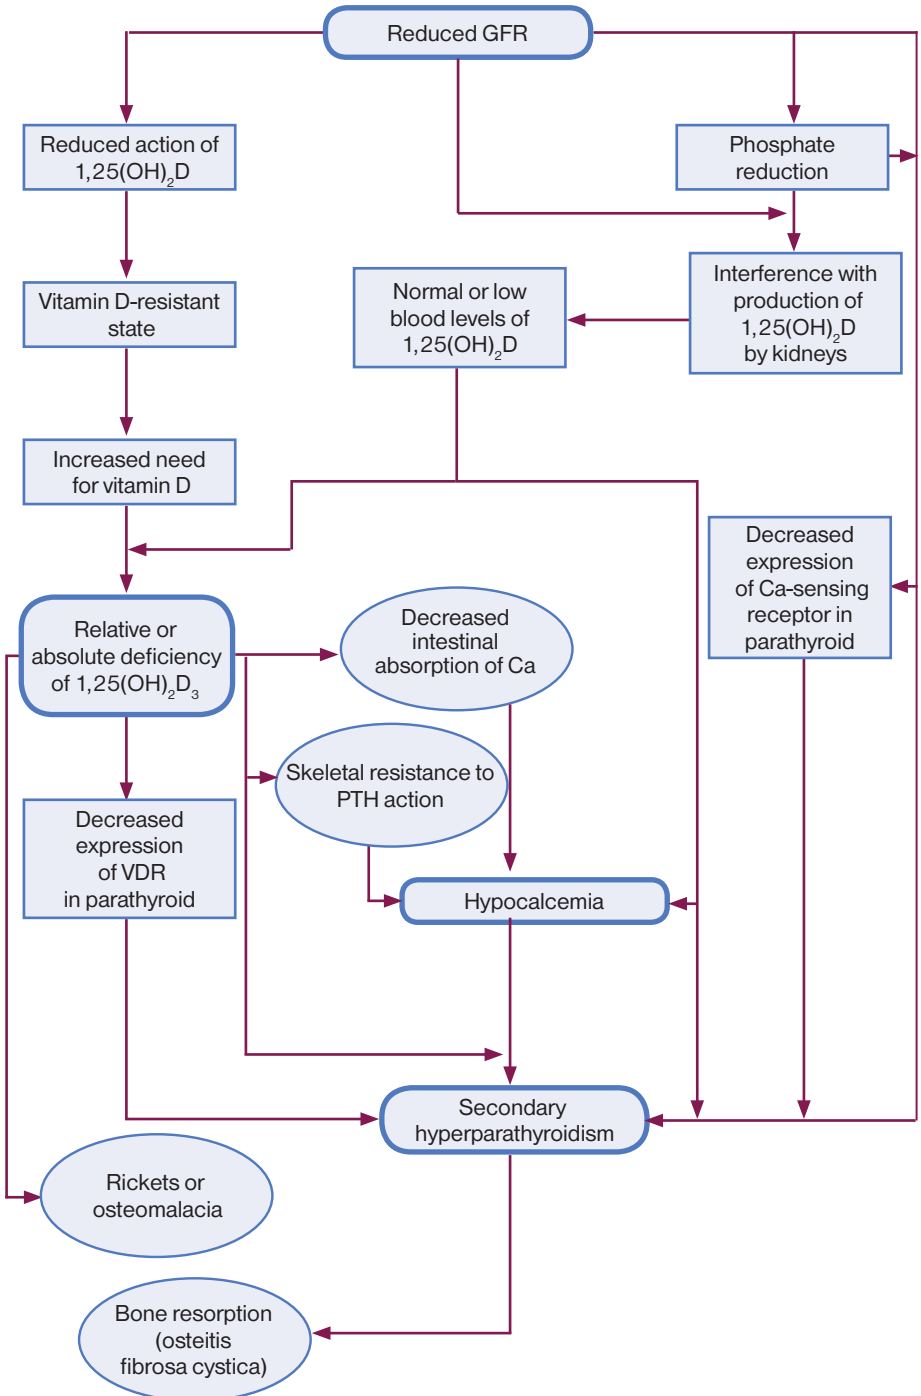 Reduced GFR
Reduced action of
1,25(OH)₂D
Phosphate
reduction
Vitamin D-resistant
state
Normal or low
blood levels of
1,25(OH)₂D
Interference with
production of
1,25(OH)₂D
by kidneys
Increased need
for vitamin D
Decreased
expression
of Ca-sensing
receptor in
parathyroid
Relative or
absolute deficiency
of 1,25(OH)₂D₃
Decreased
intestinal
absorption of Ca
Skeletal resistance to
PTH action
Decreased
expression
of VDR
in parathyroid
Hypocalcemia
Secondary
hyperparathyroidism
Rickets or
osteomalacia
Bone resorption
(osteitis
fibrosa cystica)